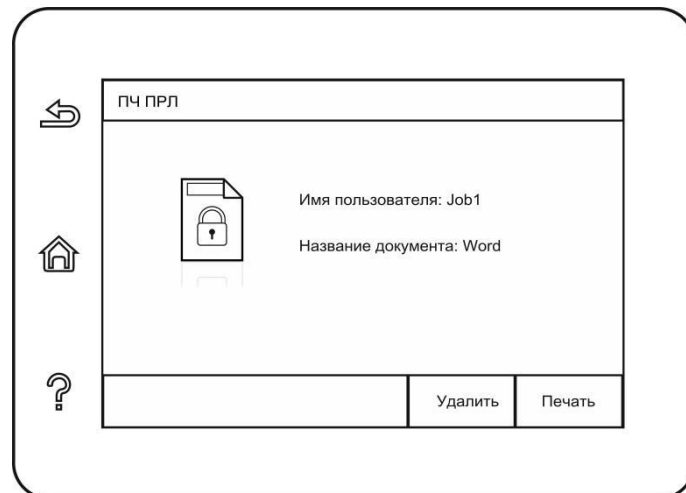 ПЧ ПРЛ
Имя пользователя: Job1
Название документа: Word
Удалить
Печать